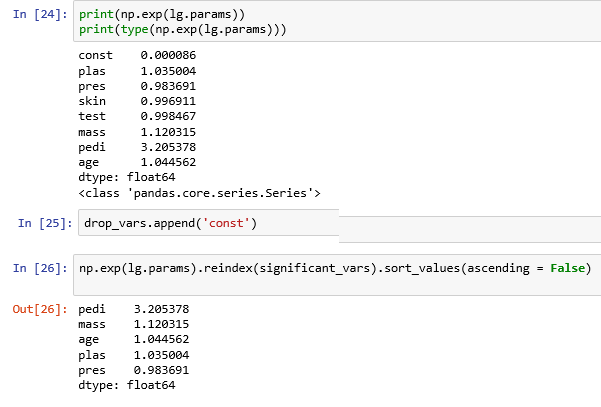 In [24]: print(np.exp(lg.params))
print(type(np.exp(lg.params)))
const 0.000086
plas 1.035004
pres 0.983691
skin 0.996911
test 0.998467
mass 1.120315
pedi 3.205378
age 1.044562
dtype: float64
<class 'pandas.core.series.Series'>
In [25]: drop_vars.append('const')
In [26]: np.exp(lg.params).reindex(significant_vars).sort_values(ascending = False)
Out[26]: pedi 3.205378
mass 1.120315
age 1.044562
plas 1.035004
pres 0.983691
dtype: float64